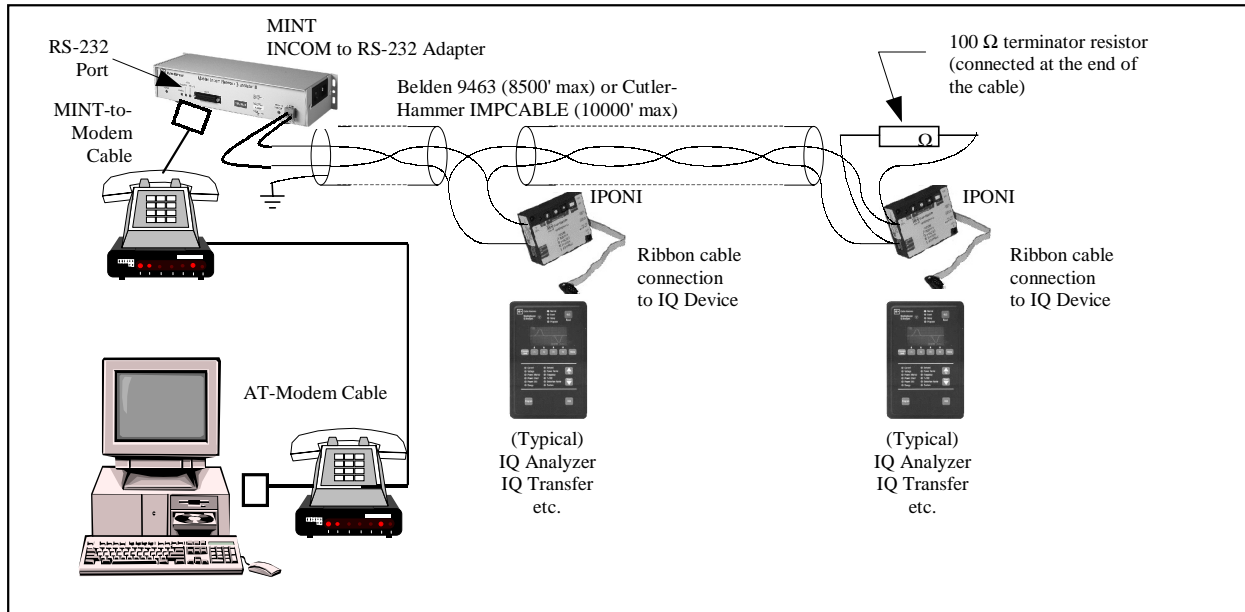 MINT
INCOM to RS-232 Adapter
RS-232
Port
100 Ω terminator resistor
(connected at the end of
the cable)
Belden 9463 (8500' max) or Cutler-
Hammer IMPCABLE (10000' max)
MINT-to-
Modem
Cable
Ω
IPONI
IPONI
Ribbon cable
connection
to IQ Device
Ribbon cable
connection
to IQ Device
AT-Modem Cable
(Typical)
IQ Analyzer
IQ Transfer
etc.
(Typical)
IQ Analyzer
IQ Transfer
etc.